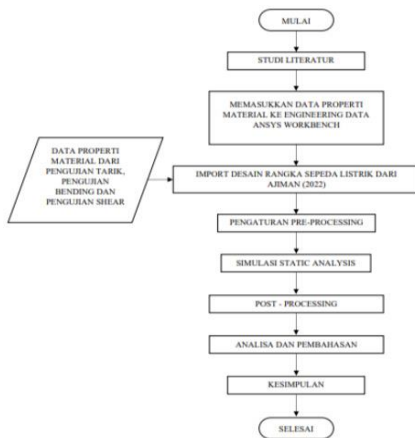 MULAI
STUDI LITERATUR
MEMASUKKAN DATA PROPERTI
MATERIAL KE ENGINEERING DATA
ANSYS WORKBENCH
DATA PROPERTI
MATERIAL DARI
PENGUJIAN TARIK,
PENGUJIAN
BENDING DAN
PENGUJIAN SHEAR
IMPORT DESAIN RANGKA SEPEDA LISTRIK DARI
AJIMAN (2022)
PENGATURAN PRE-PROCESSING
SIMULASI STATIC ANALYSIS
POST - PROCESSING
ANALISA DAN PEMBAHASAN
KESIMPULAN
SELESAI